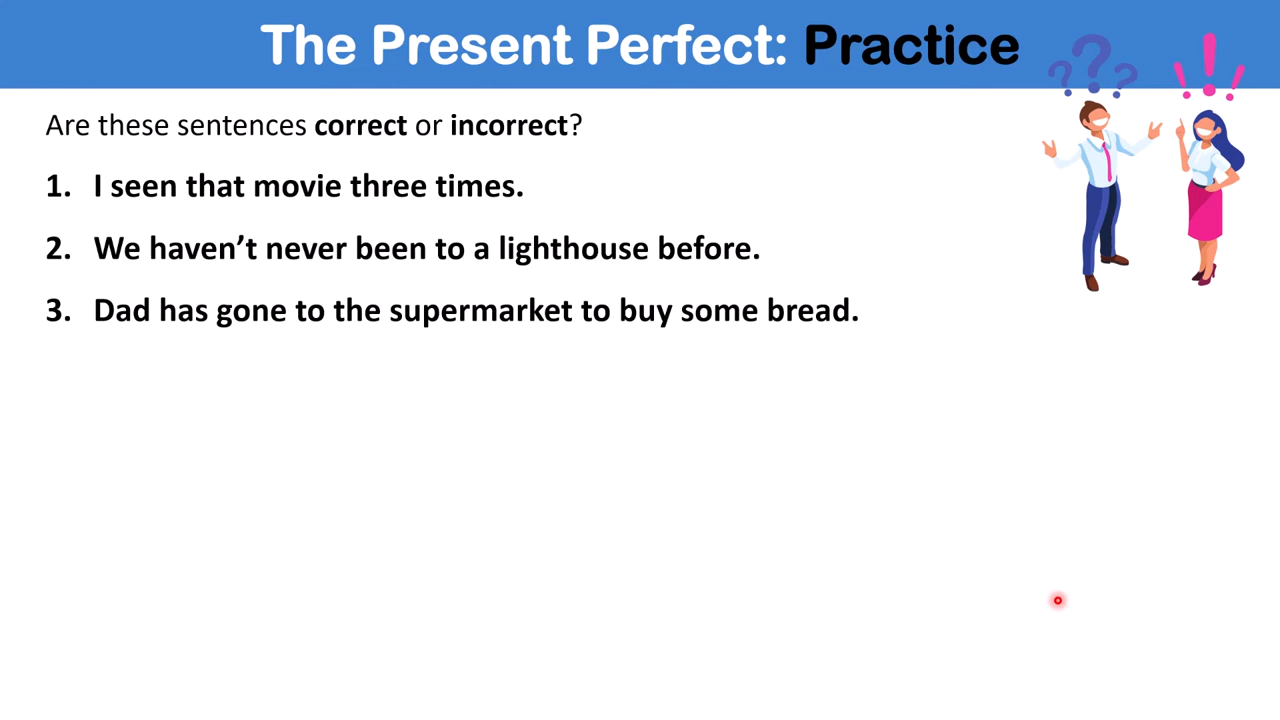 The Present Perfect: Practice
Are these sentences correct or incorrect?
1. I seen that movie three times.
2. We haven’t never been to a lighthouse before.
3. Dad has gone to the supermarket to buy some bread.